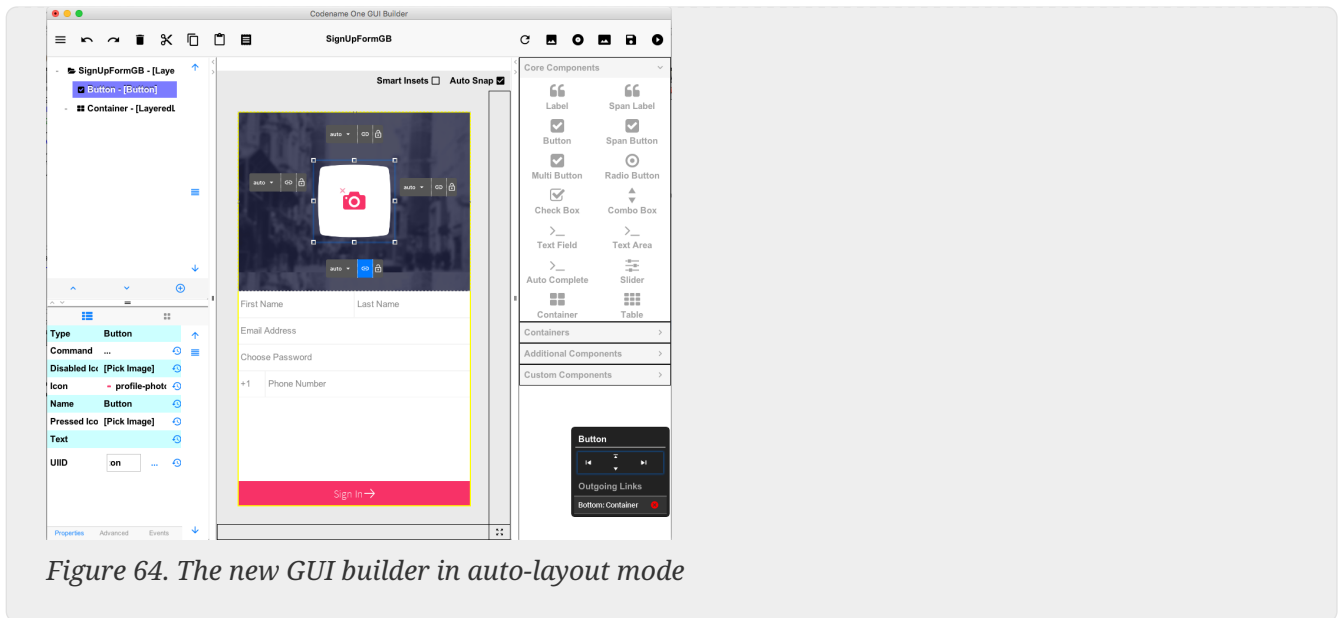 Codename One GUI Builder
SignUpFormGB
SignUpFormGB - [Laye
Button - [Button]
Container - [LayeredL
Smart Insets Auto Snap
auto
auto
auto
auto
First Name Last Name
Email Address
Choose Password
+1 Phone Number
Sign In
Type Button
Command ...
Disabled Ico [Pick Image]
Icon profile-photo
Name Button
Pressed Ico [Pick Image]
Text
UIID on ...
Properties Advanced Events
Core Components
Label Span Label
Button Span Button
Multi Button Radio Button
Check Box Combo Box
Text Field Text Area
Auto Complete Slider
Container Table
Containers
Additional Components
Custom Components
Button
Outgoing Links
Bottom: Container
Figure 64. The new GUI builder in auto-layout mode